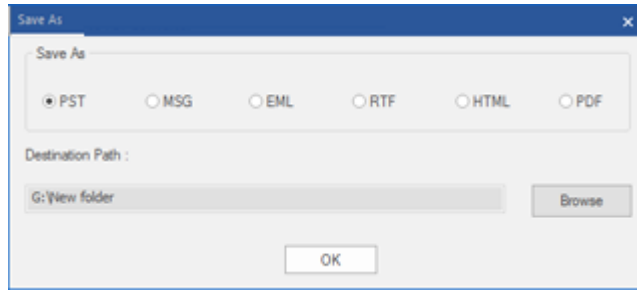 Save As
Save As
PST MSG EML RTF HTML PDF
Destination Path :
G:\New folder Browse
OK